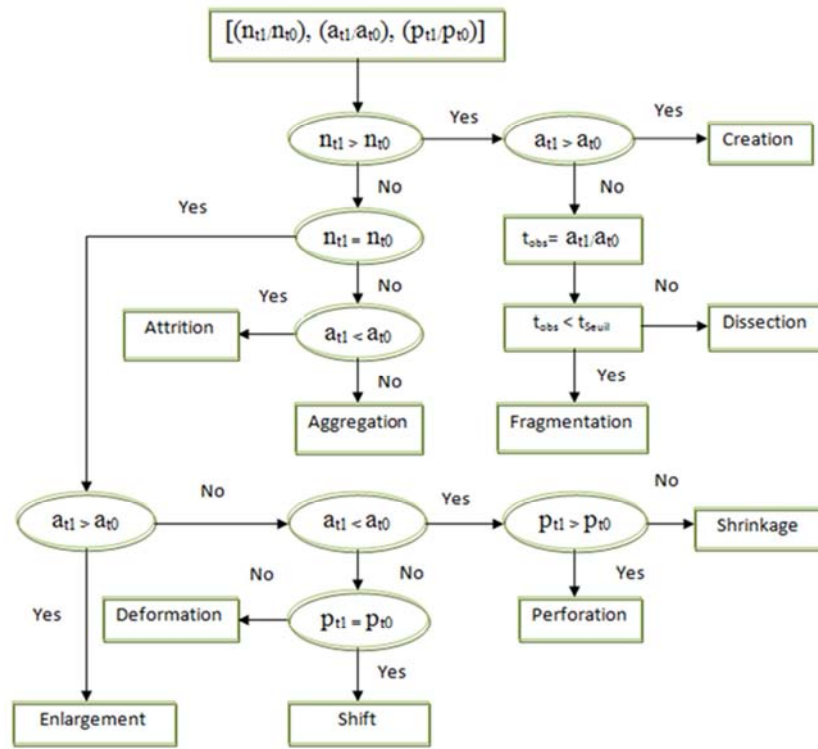 [(nt1/nt0), (at1/at0), (pt1/pt0)]
Yes
Yes
nt1 > nt0
at1 > at0
Creation
No
No
Yes
nt1 = nt0
tobs= at1/at0
No
No
Yes
Attrition
at1 < at0
tobs < tSeuil
Dissection
No
Yes
Aggregation
Fragmentation
No
Yes
No
at1 > at0
at1 < at0
pt1 > pt0
Shrinkage
No
No
Yes
Yes
Deformation
pt1 = pt0
Perforation
Yes
Enlargement
Shift